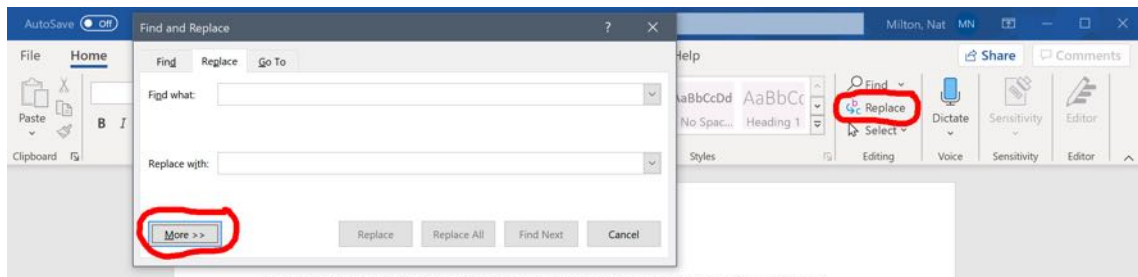 AutoSave Off Find and Replace ? Milton, Nat MN
File Home Help Share Comments
Find Replace Go To
Find what:
Replace with:
More >> Replace Replace All Find Next Cancel
Paste B I
Clipboard
AaBbCcDd AaBbCc
No Spac... Heading 1
Styles
Find
Replace
Select
Editing
Dictate
Voice
Sensitivity
Sensitivity
Editor
Editor